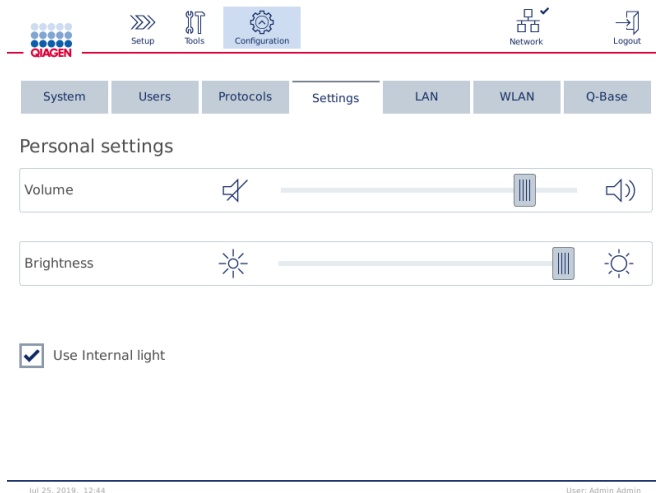 QIAGEN
Setup
Tools
Configuration
Network
Logout
System
Users
Protocols
Settings
LAN
WLAN
Q-Base
Personal settings
Volume
Brightness
Use Internal light
Jul 25, 2019, 12:44
User: Admin Admin